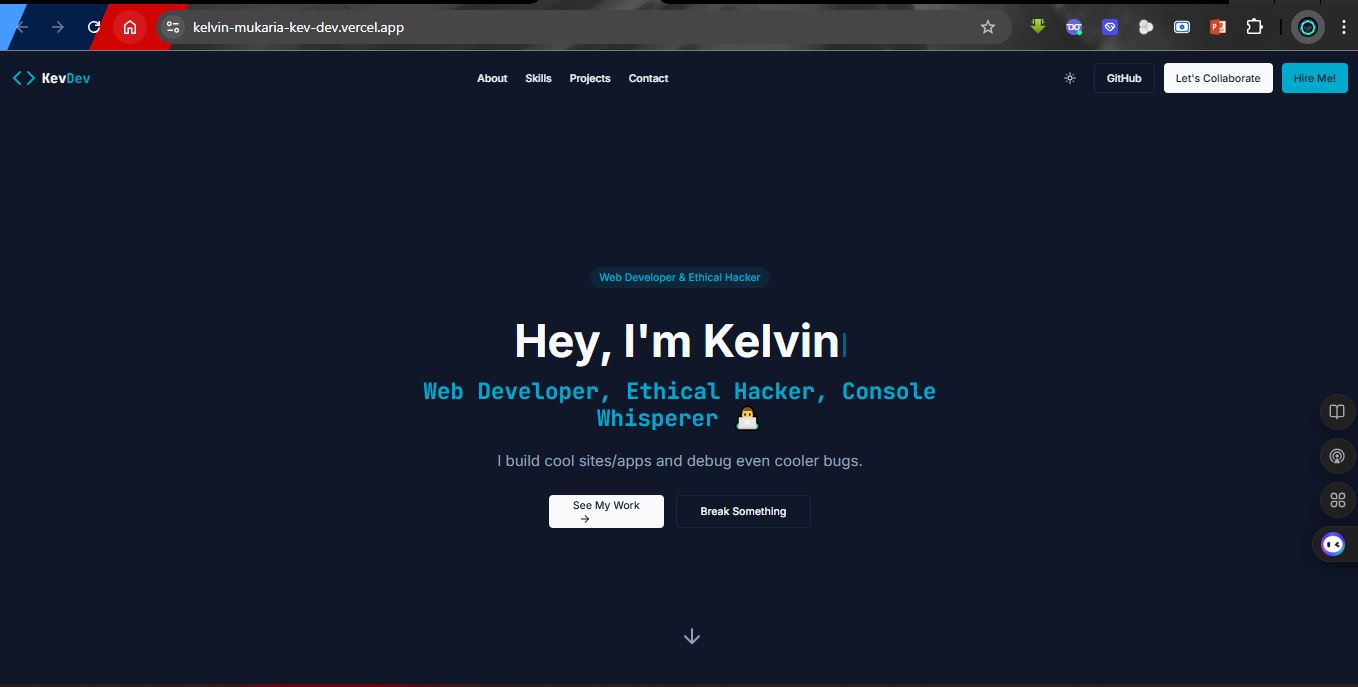 kelvin-mukaria-kev-dev.vercel.app
KevDev
About Skills Projects Contact
GitHub
Let's Collaborate
Hire Me!
Web Developer & Ethical Hacker
Hey, I'm Kelvin
Web Developer, Ethical Hacker, Console
Whisperer 👨‍💻
I build cool sites/apps and debug even cooler bugs.
See My Work
→
Break Something